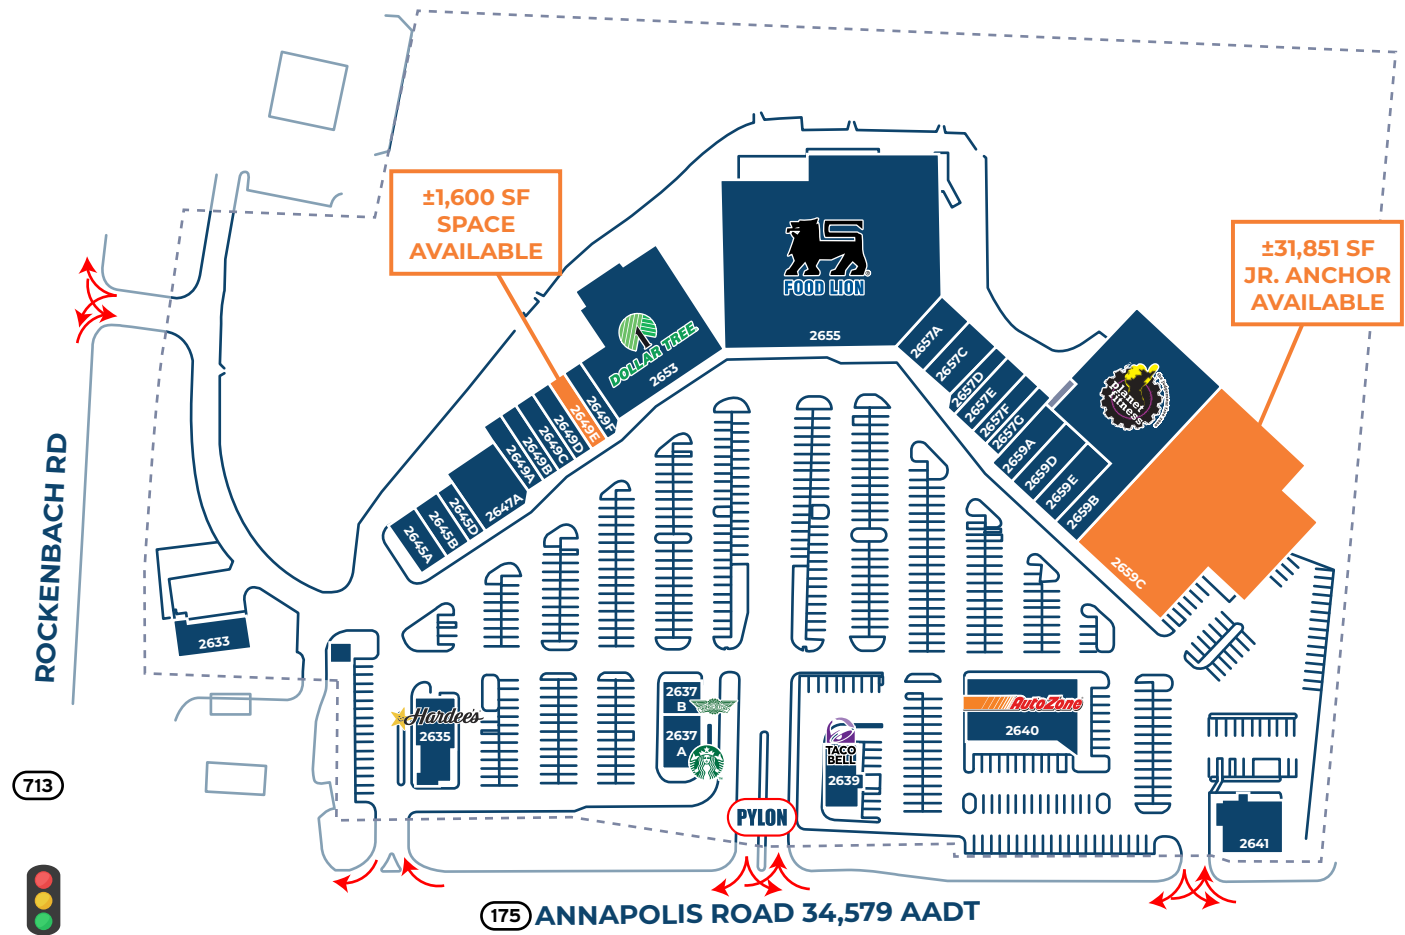 ±1,600 SF
SPACE
AVAILABLE
±31,851 SF
JR. ANCHOR
AVAILABLE
FOOD LION
2655
DOLLAR TREE
2653
2649F
2649E
2649D
2649C
2649B
2649A
2647A
2645D
2645B
2645A
2657A
2657C
2657D
2657E
2657F
2657G
2659A
2659D
2659E
2659B
planet
fitness
2659C
ROCKENBACH RD
2633
Hardee's
2635
2637
B
2637
A
TACO
BELL
2639
AutoZone
2640
2641
PYLON
713
175
ANNAPOLIS ROAD 34,579 AADT